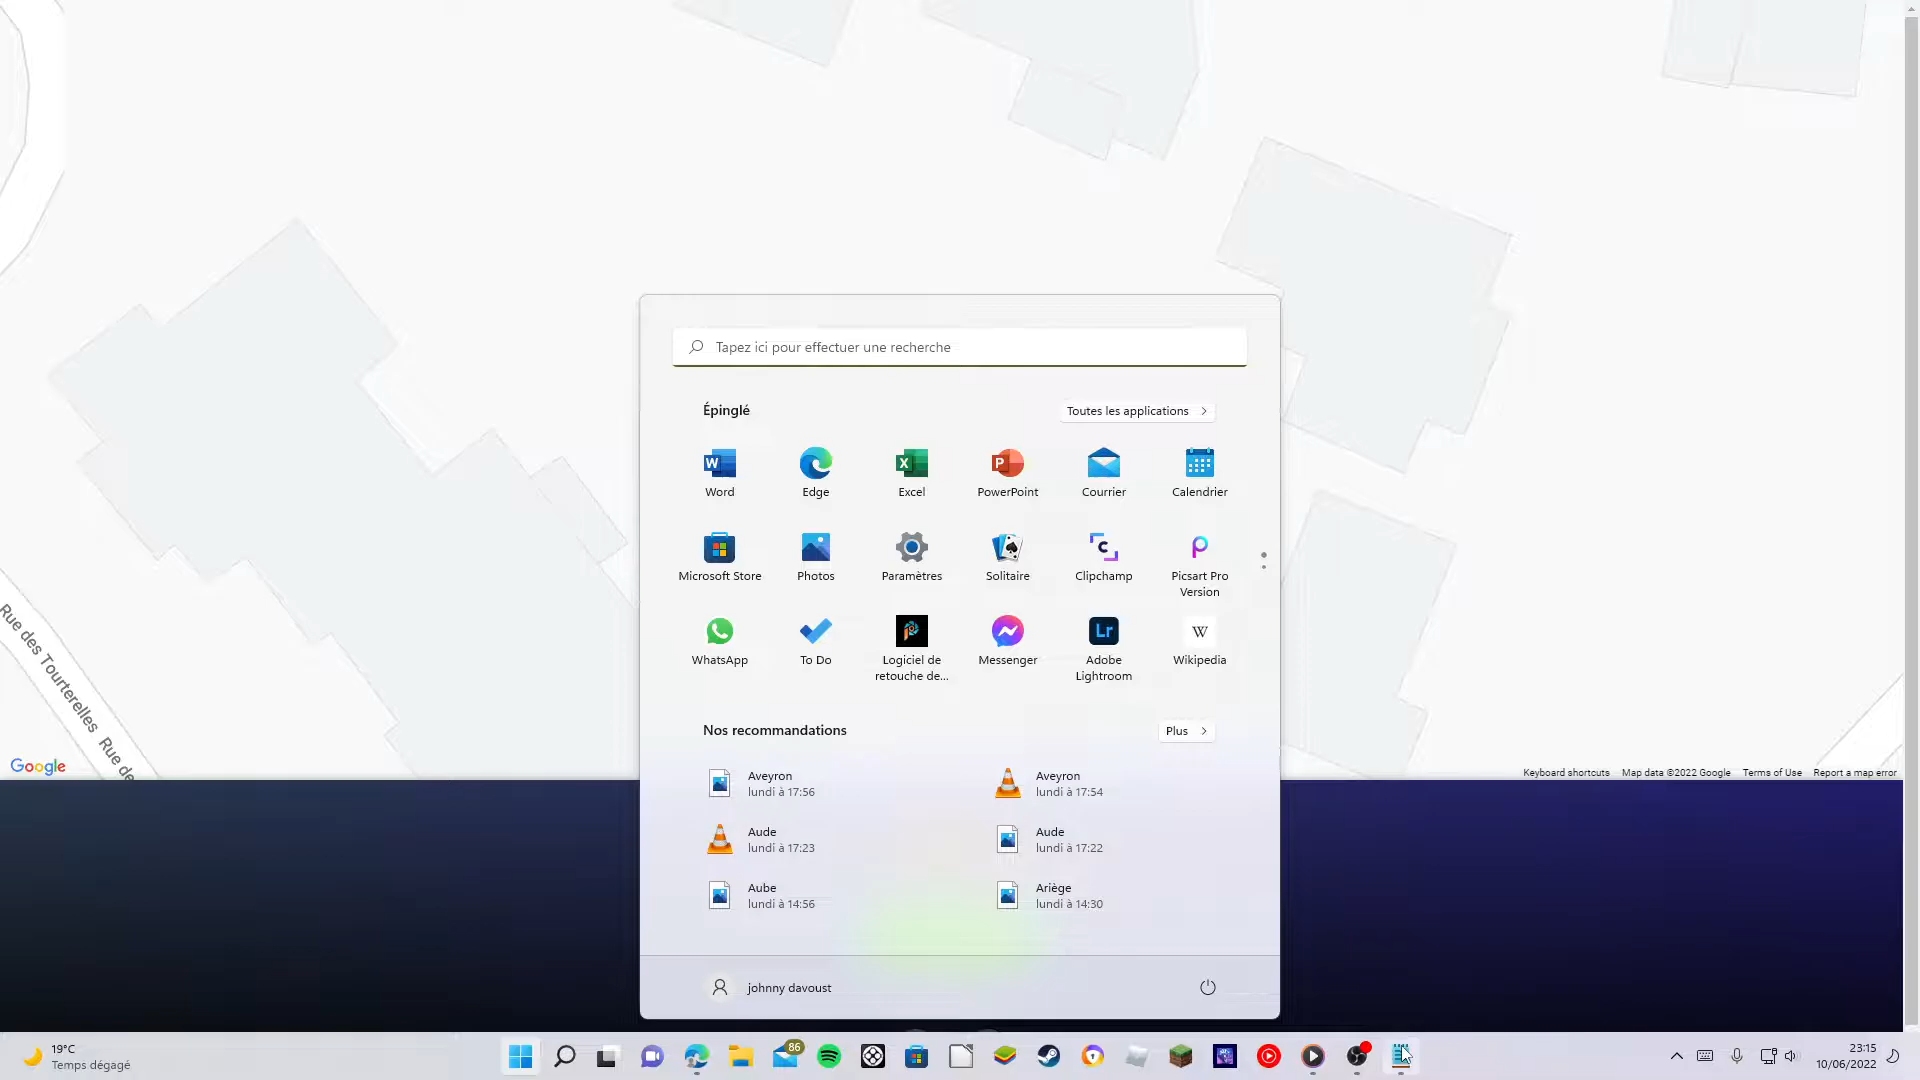 Rue des Tourterelles
Rue de
Google
Keyboard shortcuts
Map data ©2022 Google
Terms of Use
Report a map error
Tapez ici pour effectuer une recherche
Épinglé
Toutes les applications
Word
Edge
Excel
PowerPoint
Courrier
Calendrier
Microsoft Store
Photos
Paramètres
Solitaire
Clipchamp
Picsart Pro
Version
WhatsApp
To Do
Logiciel de
retouche de...
Messenger
Lr
Adobe
Lightroom
W
Wikipedia
Nos recommandations
Plus
Aveyron
lundi à 17:56
Aveyron
lundi à 17:54
Aude
lundi à 17:23
Aude
lundi à 17:22
Aube
lundi à 14:56
Ariège
lundi à 14:30
johnny davoust
19°C
Temps dégagé
86
23:15
10/06/2022